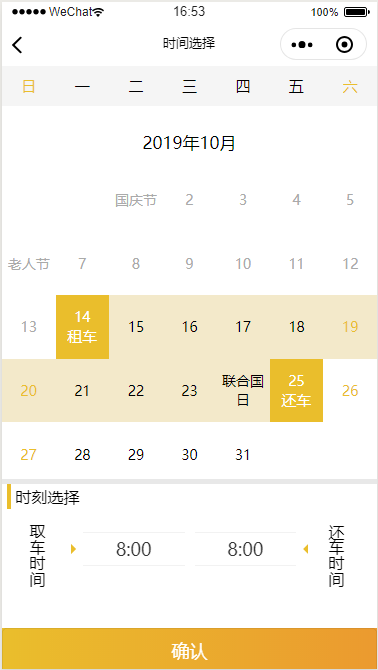 WeChat 16:53 100%
时间选择
日 一 二 三 四 五 六
2019年10月
国庆节 2 3 4 5
老人节 7 8 9 10 11 12
13 14 15 16 17 18 19
租车
20 21 22 23 联合国日 25 26
还车
27 28 29 30 31
时刻选择
取车时间 8:00 8:00 还车时间
确认